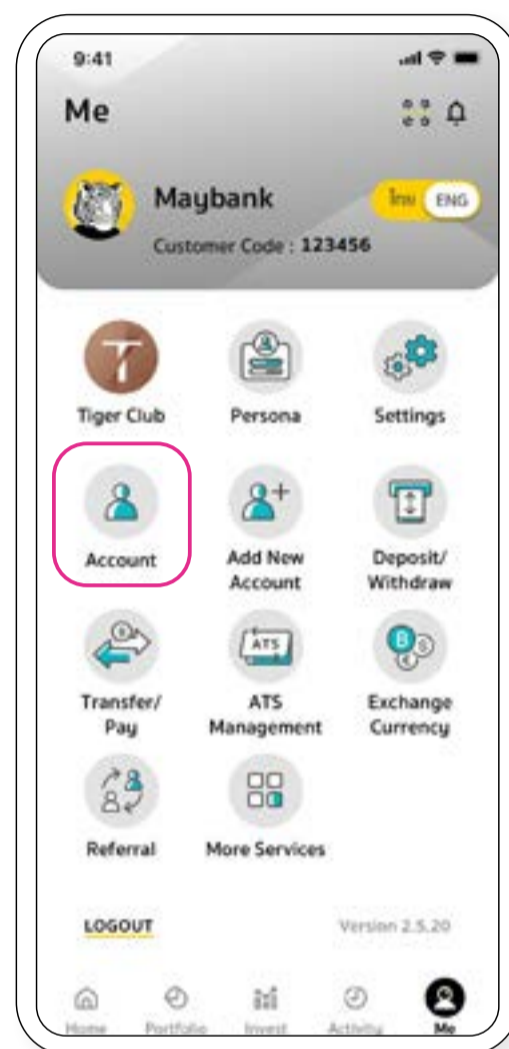 9:41
Me
Maybank
ไทย ENG
Customer Code : 123456
Tiger Club Persona Settings
Account Add New Account Deposit/ Withdraw
ATS
Transfer/ Pay ATS Management Exchange Currency
Referral More Services
LOGOUT Version 2.5.20
Home Portfolio Invest Activity Me